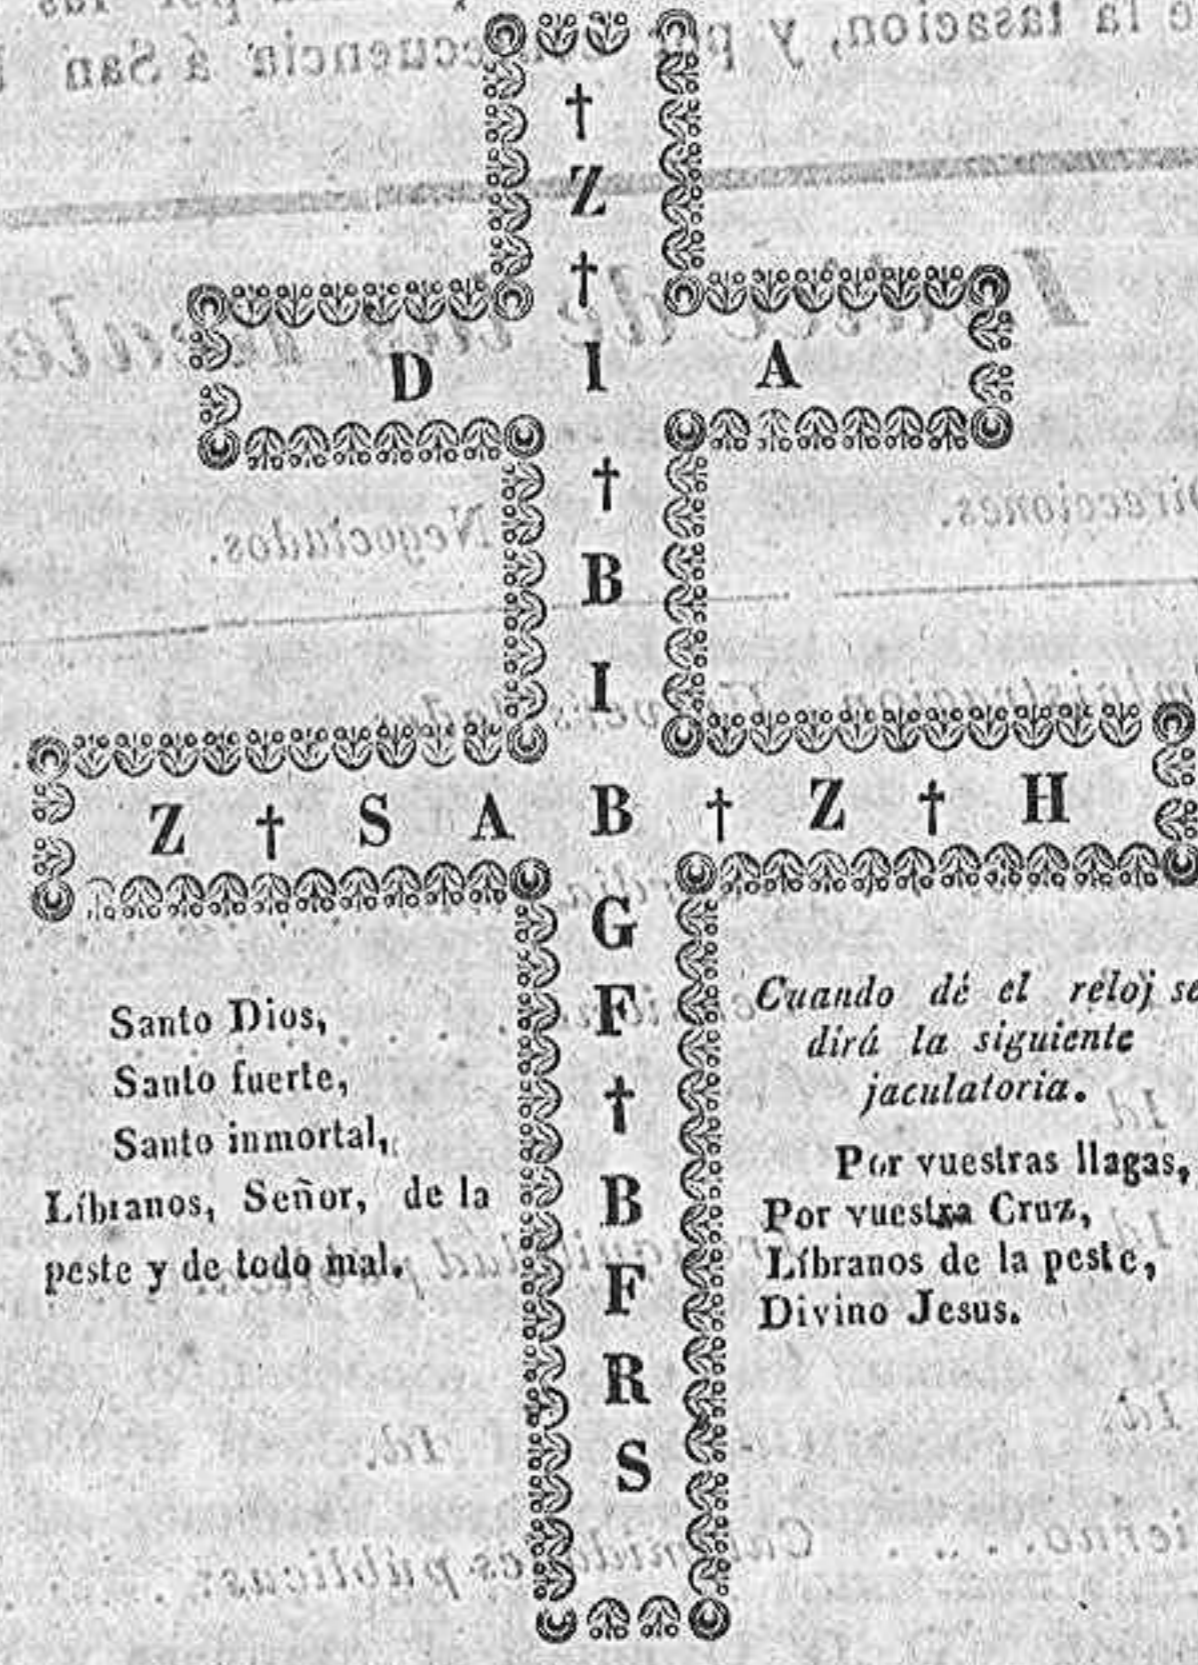 †
Z
†
D I A
†
B
I
Z † S A B † Z † H
G
F
†
B
F
R
S
Santo Dios,
Santo fuerte,
Santo inmortal,
Líbranos, Señor, de la
peste y de todo mal.
Cuando dé el reloj se
dirá la siguiente
jaculatoria.
Por vuestras llagas,
Por vuestra Cruz,
Líbranos de la peste,
Divino Jesus.